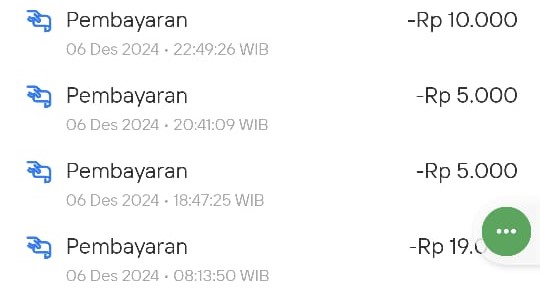 Pembayaran -Rp 10.000
06 Des 2024 • 22:49:26 WIB
Pembayaran -Rp 5.000
06 Des 2024 • 20:41:09 WIB
Pembayaran -Rp 5.000
06 Des 2024 • 18:47:25 WIB
Pembayaran -Rp
06 Des 2024 • 08:13:50 WIB